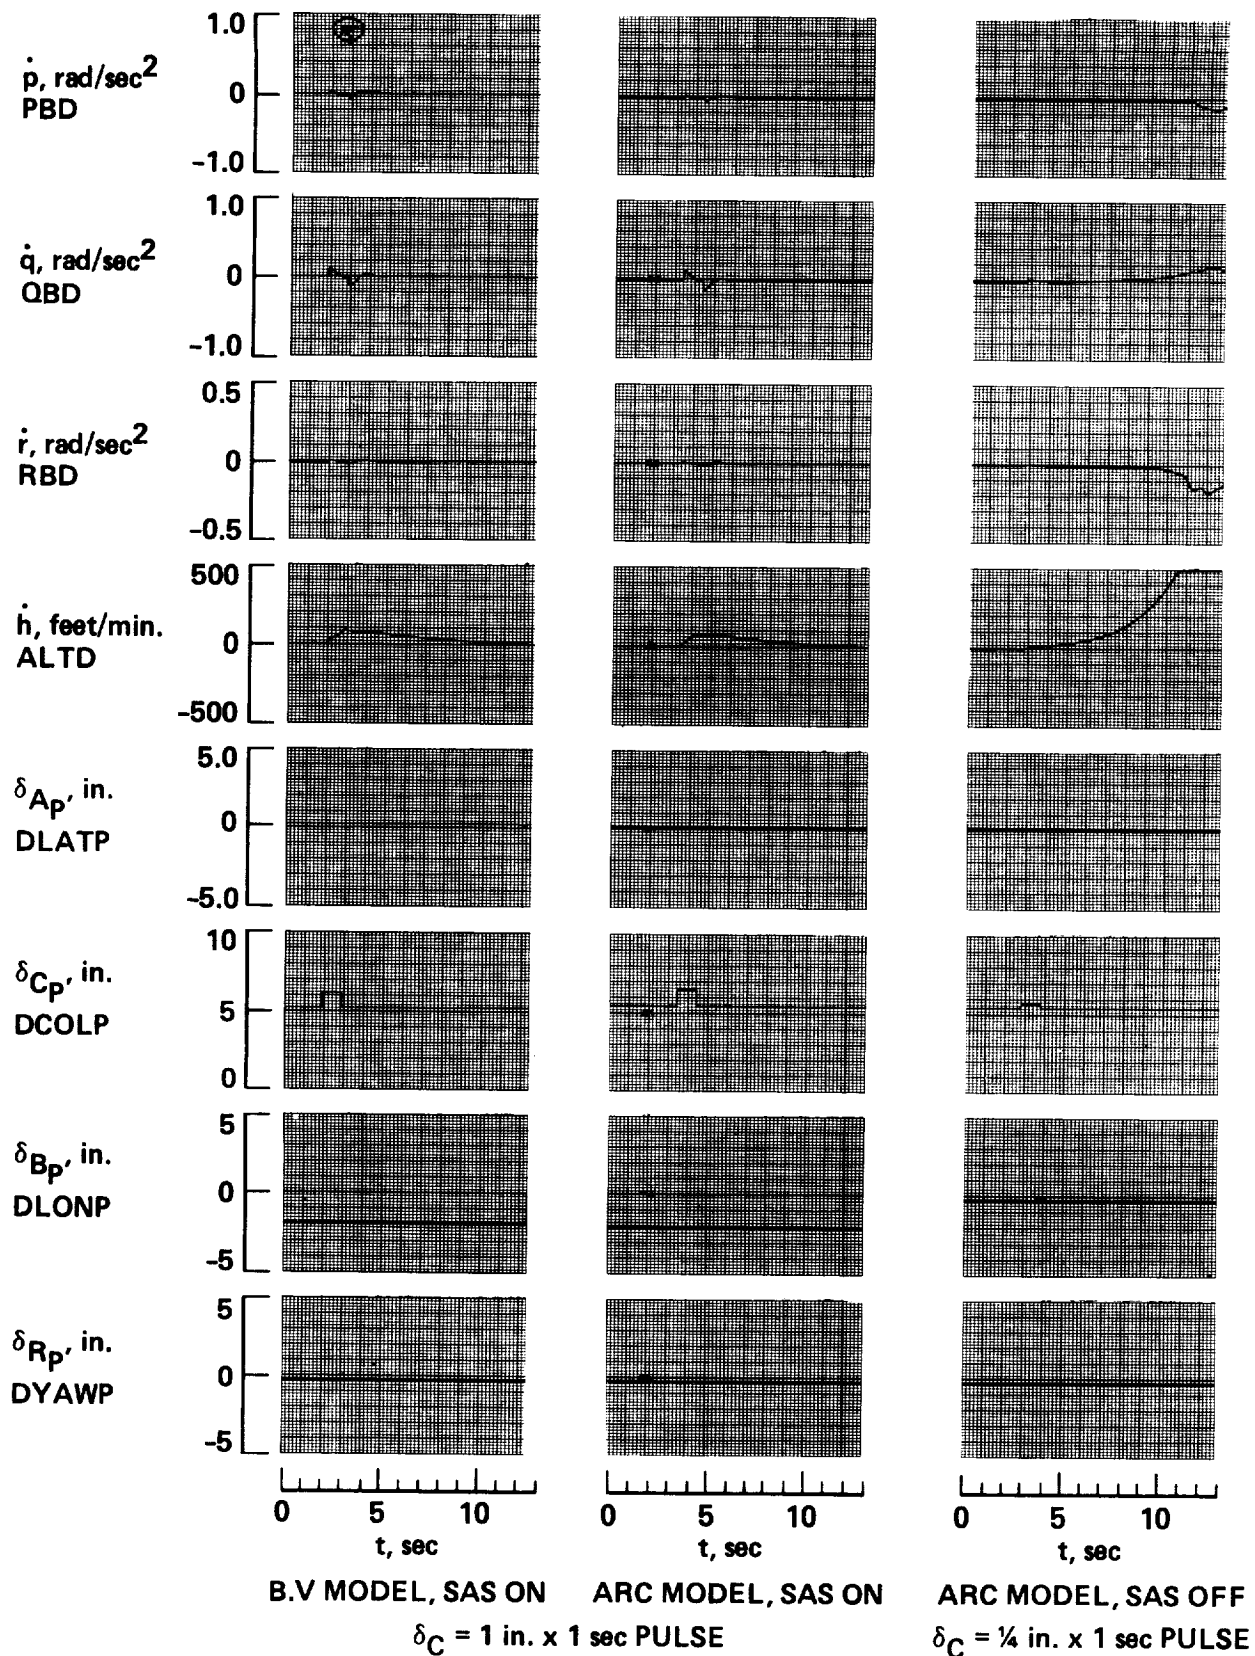 1.0
ṗ, rad/sec²
PBD
0
-1.0
1.0
q̇, rad/sec²
QBD
0
-1.0
0.5
ṙ, rad/sec²
RBD
0
-0.5
500
ḣ, feet/min.
ALTD
0
-500
5.0
δAp, in.
DLATP
0
-5.0
10
δCp, in.
DCOLP
5
0
5
δBp, in.
DLONP
0
-5
5
δRp, in.
DYAWP
0
-5
0 5 10 0 5 10 0 5 10
t, sec t, sec t, sec
B.V MODEL, SAS ON ARC MODEL, SAS ON ARC MODEL, SAS OFF
δC = 1 in. x 1 sec PULSE δC = ¼ in. x 1 sec PULSE